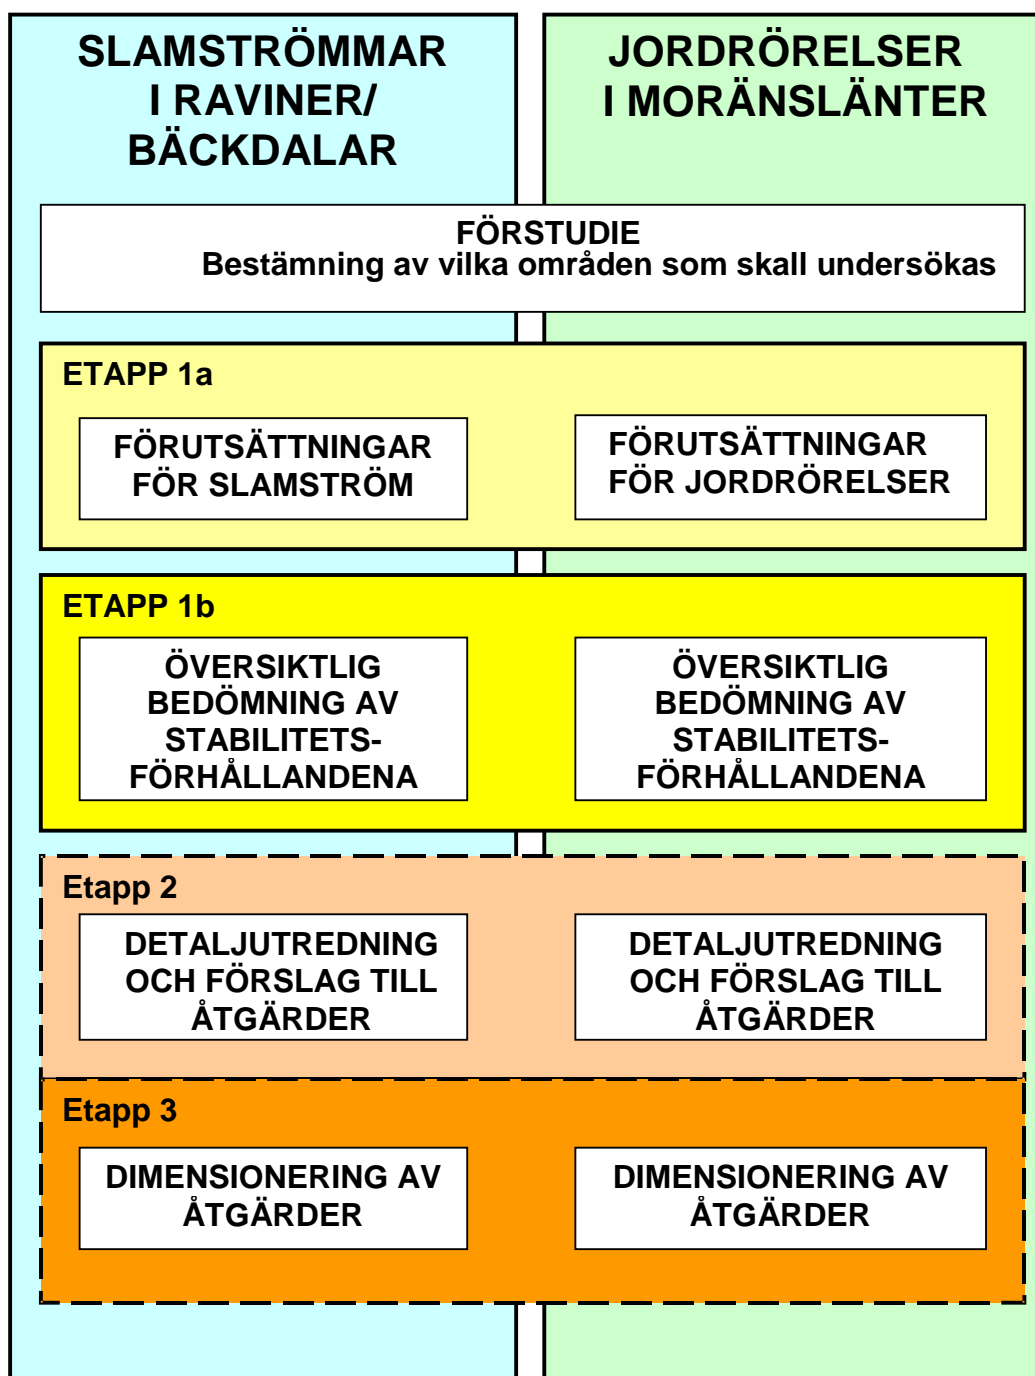 SLAMSTRÖMMAR
I RAVINER/
BÄCKDALAR
JORDRÖRELSER
I MORÄNSLÄNTER
FÖRSTUDIE
Bestämning av vilka områden som skall undersökas
ETAPP 1a
FÖRUTSÄTTNINGAR
FÖR SLAMSTRÖM
FÖRUTSÄTTNINGAR
FÖR JORDRÖRELSER
ETAPP 1b
ÖVERSIKTLIG
BEDÖMNING AV
STABILITETS-
FÖRHÅLLANDENA
ÖVERSIKTLIG
BEDÖMNING AV
STABILITETS-
FÖRHÅLLANDENA
Etapp 2
DETALJUTREDNING
OCH FÖRSLAG TILL
ÅTGÄRDER
DETALJUTREDNING
OCH FÖRSLAG TILL
ÅTGÄRDER
Etapp 3
DIMENSIONERING AV
ÅTGÄRDER
DIMENSIONERING AV
ÅTGÄRDER